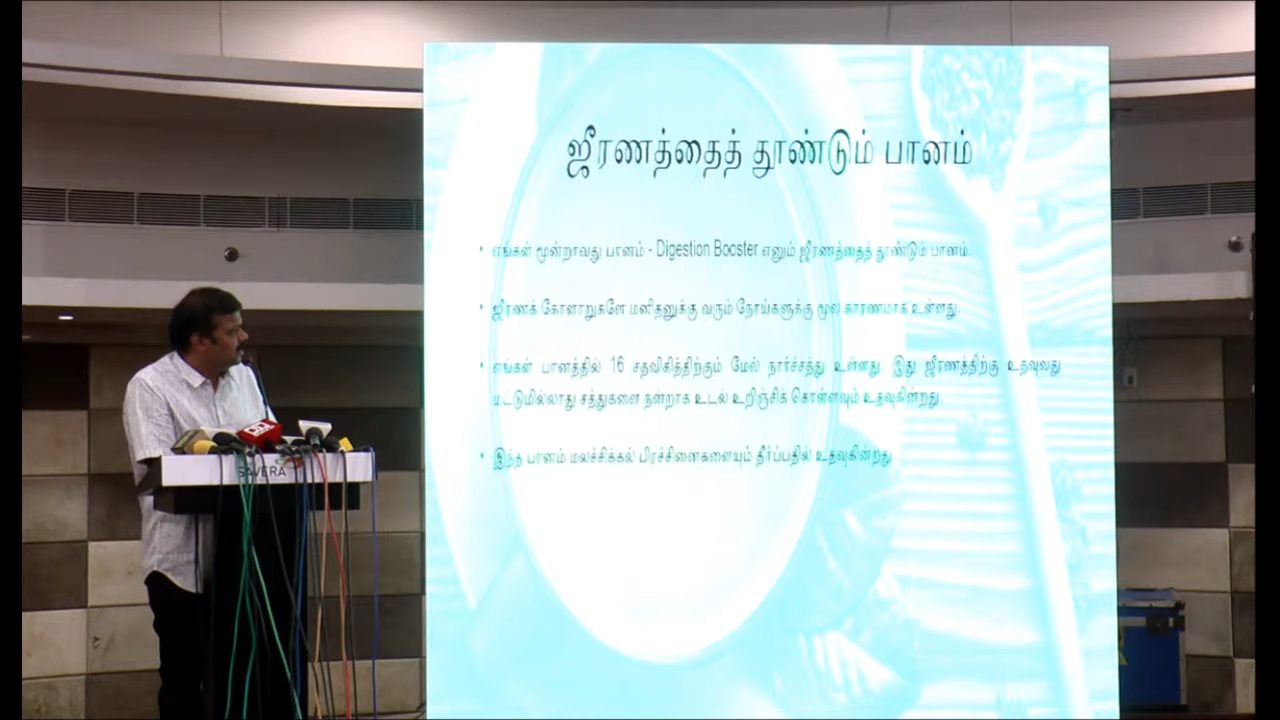 ஜீரணத்தைத் தூண்டும் பானம்
• எங்கள் மூன்றாவது பானம் - Digestion Booster எனும் ஜீரணத்தைத் தூண்டும் பானம்.
• ஜீரணக் கோளாறுகளே மனிதனுக்கு வரும் நோய்களுக்கு மூல காரணமாக உள்ளது.
• எங்கள் பானத்தில் 16 சதவிகித்திற்கும் மேல் நார்ச்சத்து உள்ளது. இது ஜீரணத்திற்கு உதவுவது
மட்டுமில்லாது சத்துகளை நன்றாக உடல் உறிஞ்சிக் கொள்ளவும் உதவுகின்றது.
• இந்த பானம் மலச்சிக்கல் பிரச்சினைகளையும் தீர்ப்பதில் உதவுகின்றது
SAVERA